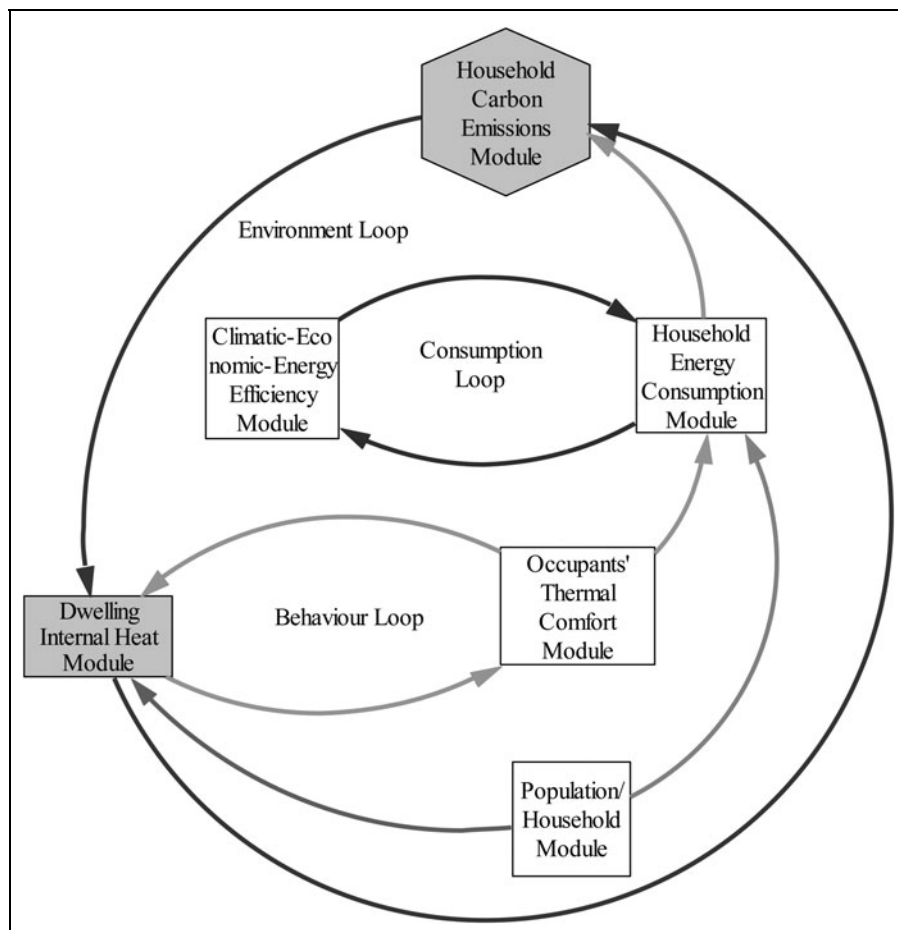 Household
Carbon
Emissions
Module
Environment Loop
Climatic-Eco
nomic-Energy
Efficiency
Module
Consumption
Loop
Household
Energy
Consumption
Module
Dwelling
Internal Heat
Module
Behaviour Loop
Occupants'
Thermal
Comfort
Module
Population/
Household
Module